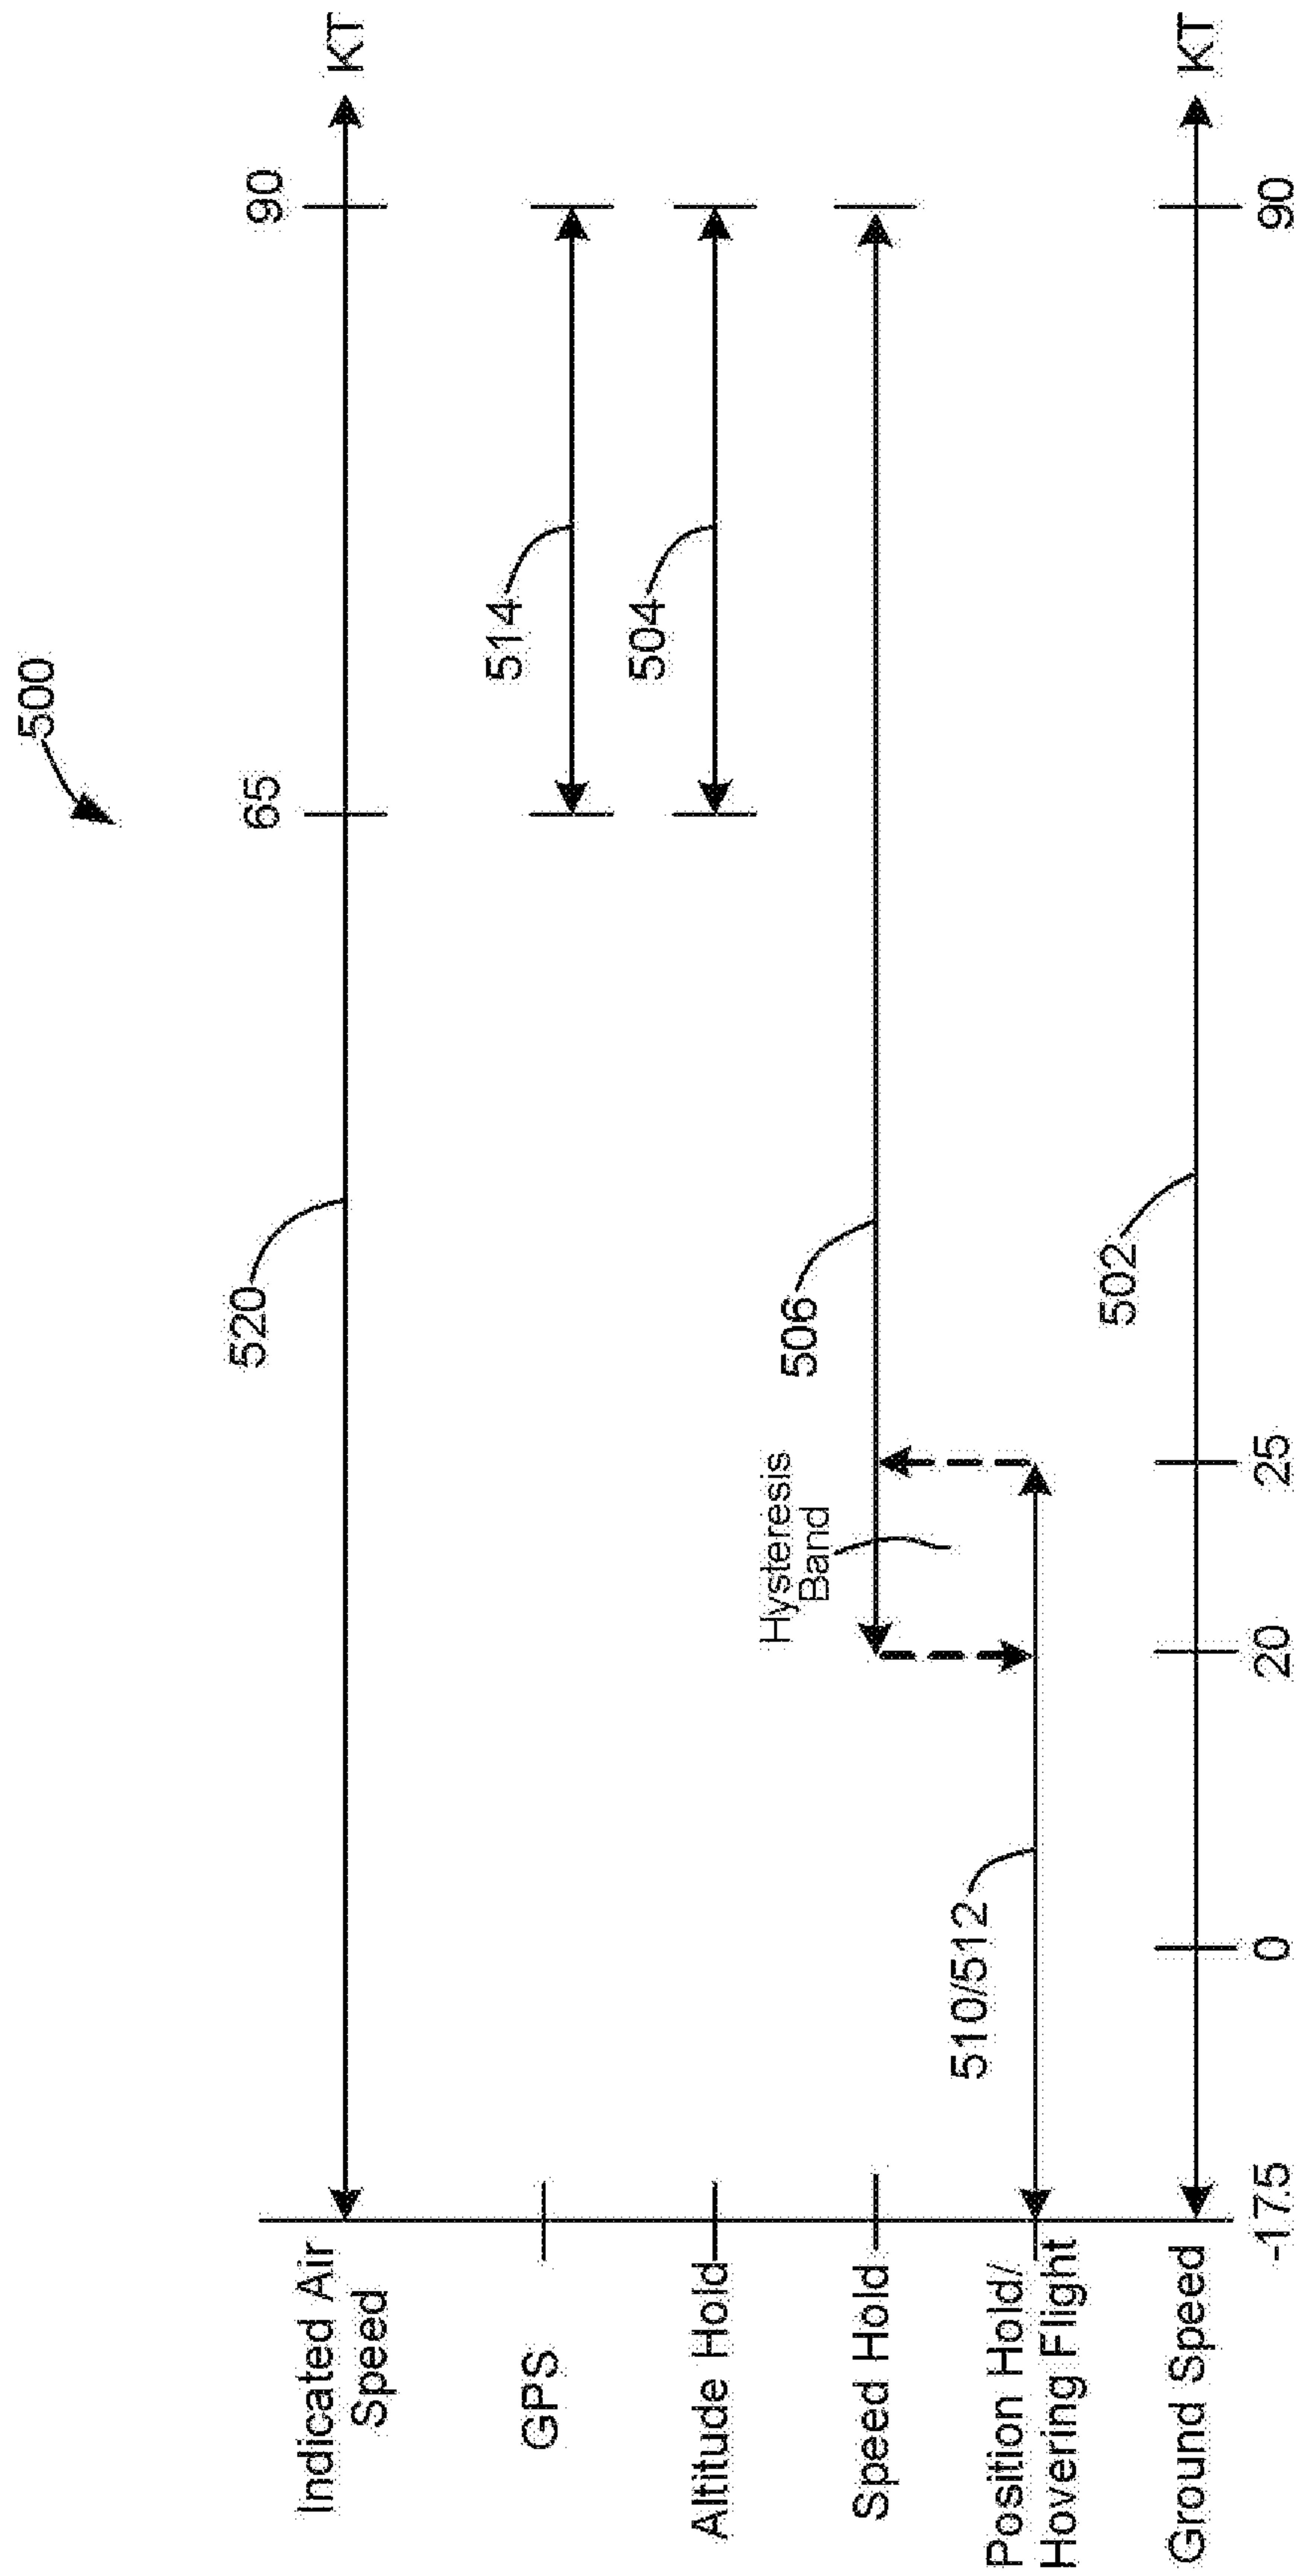 500
Indicated Air
Speed
520
65
90
KT
GPS
514
Altitude Hold
504
Speed Hold
Hysteresis
Band
506
Position Hold/
Hovering Flight
510/512
Ground Speed
502
KT
-17.5
0
20
25
90